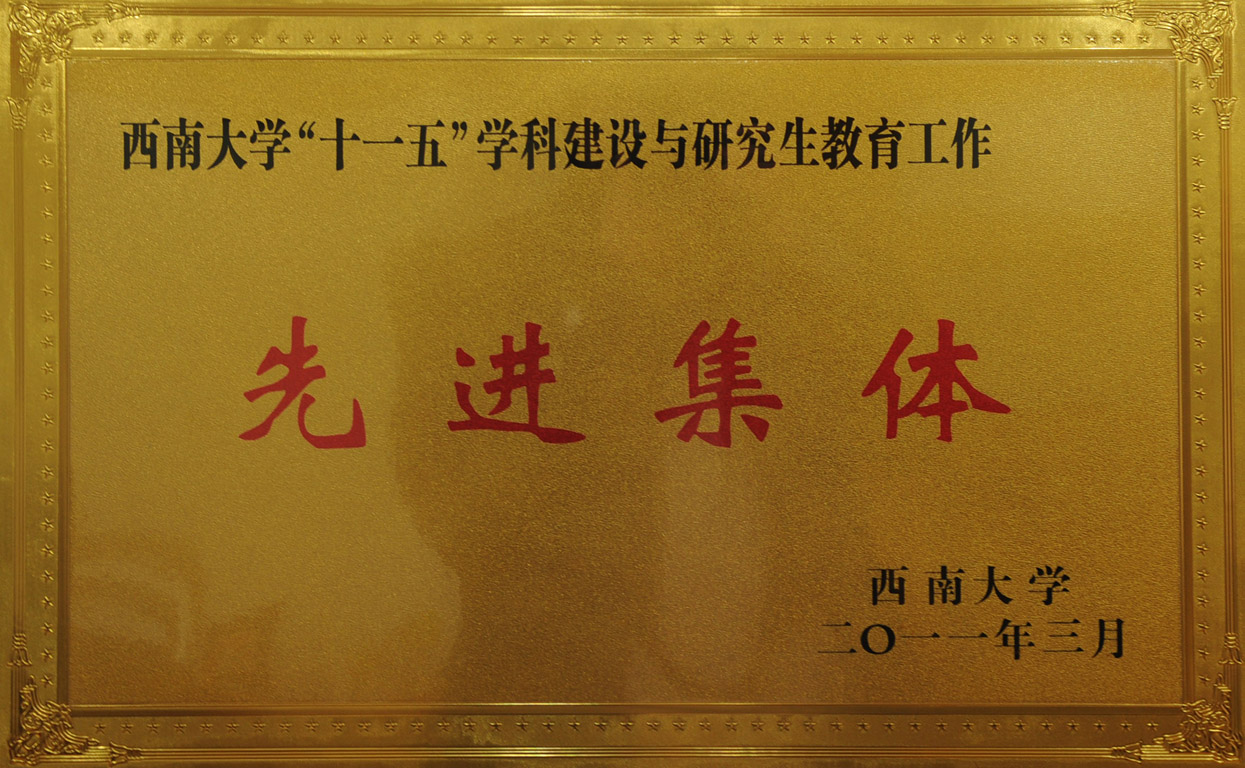 西南大学“十一五”学科建设与研究生教育工作
先进集体
西南大学
二〇一一年三月